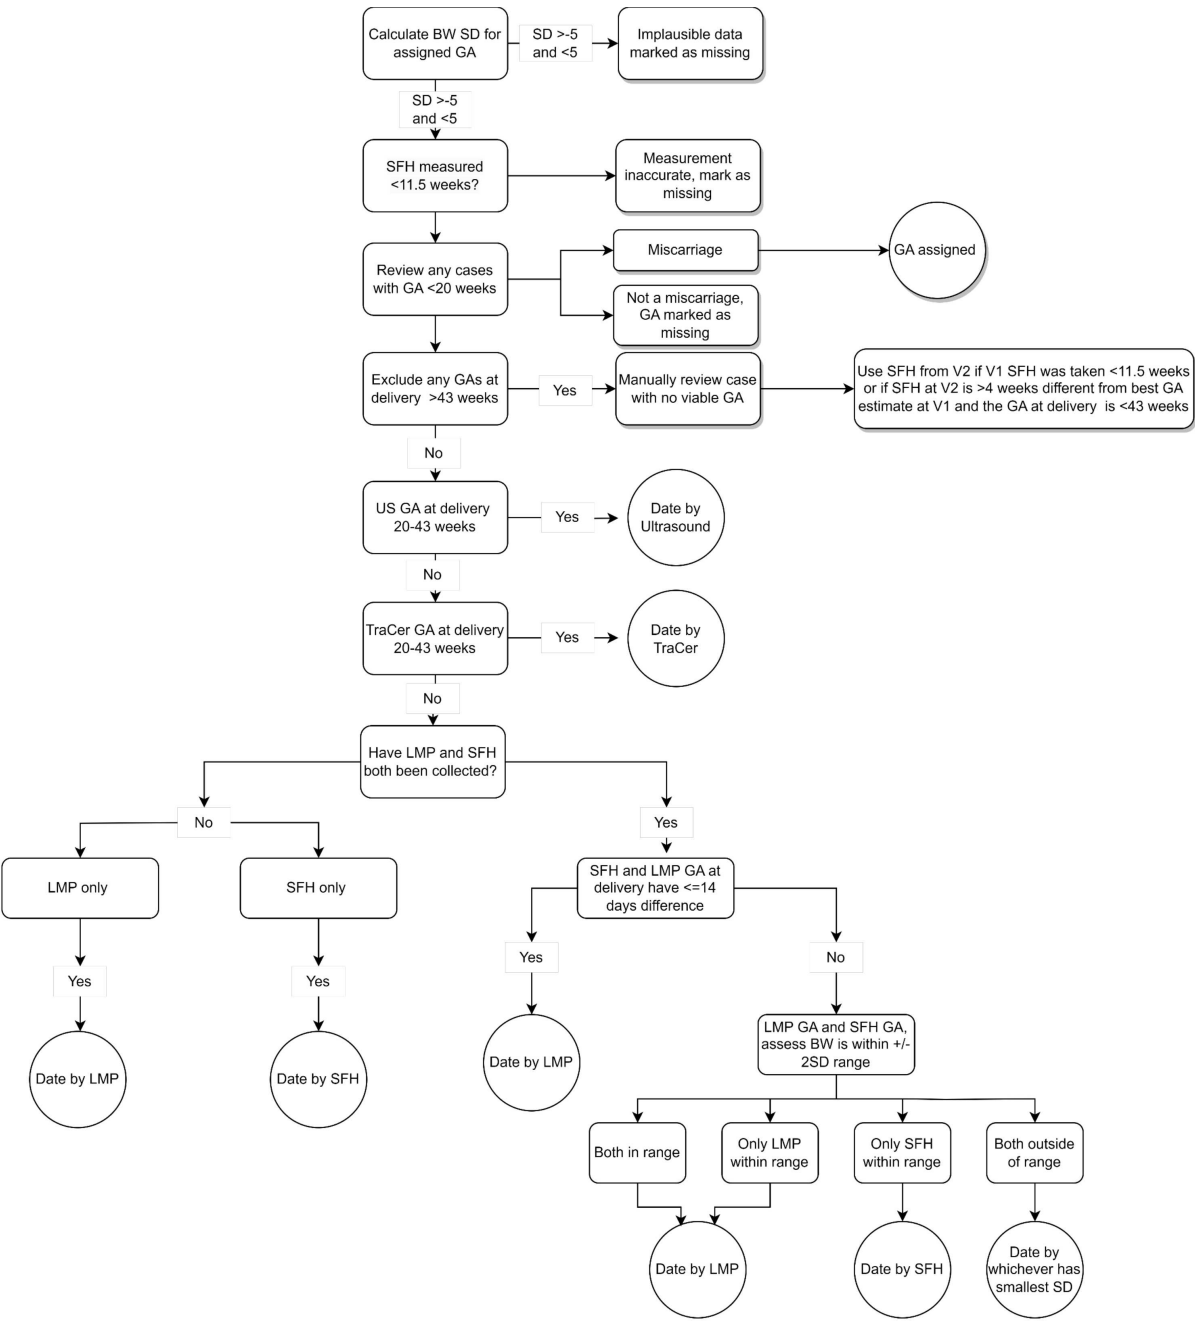 Calculate BW SD for
assigned GA
SD >-5
and <5
Implausible data
marked as missing
SD >-5
and <5
SFH measured
<11.5 weeks?
Measurement
inaccurate, mark as
missing
Review any cases
with GA <20 weeks
Miscarriage
GA assigned
Not a miscarriage,
GA marked as
missing
Exclude any GAs at
delivery >43 weeks
Yes
Manually review case
with no viable GA
Use SFH from V2 if V1 SFH was taken <11.5 weeks
or if SFH at V2 is >4 weeks different from best GA
estimate at V1 and the GA at delivery is <43 weeks
No
US GA at delivery
20-43 weeks
Yes
Date by
Ultrasound
No
TraCer GA at delivery
20-43 weeks
Yes
Date by
TraCer
No
Have LMP and SFH
both been collected?
No
Yes
LMP only
SFH only
SFH and LMP GA at
delivery have <=14
days difference
Yes
Yes
Yes
No
Date by LMP
Date by SFH
Date by LMP
LMP GA and SFH GA,
assess BW is within +/-
2SD range
Both in range
Only LMP
within range
Only SFH
within range
Both outside
of range
Date by LMP
Date by SFH
Date by
whichever has
smallest SD